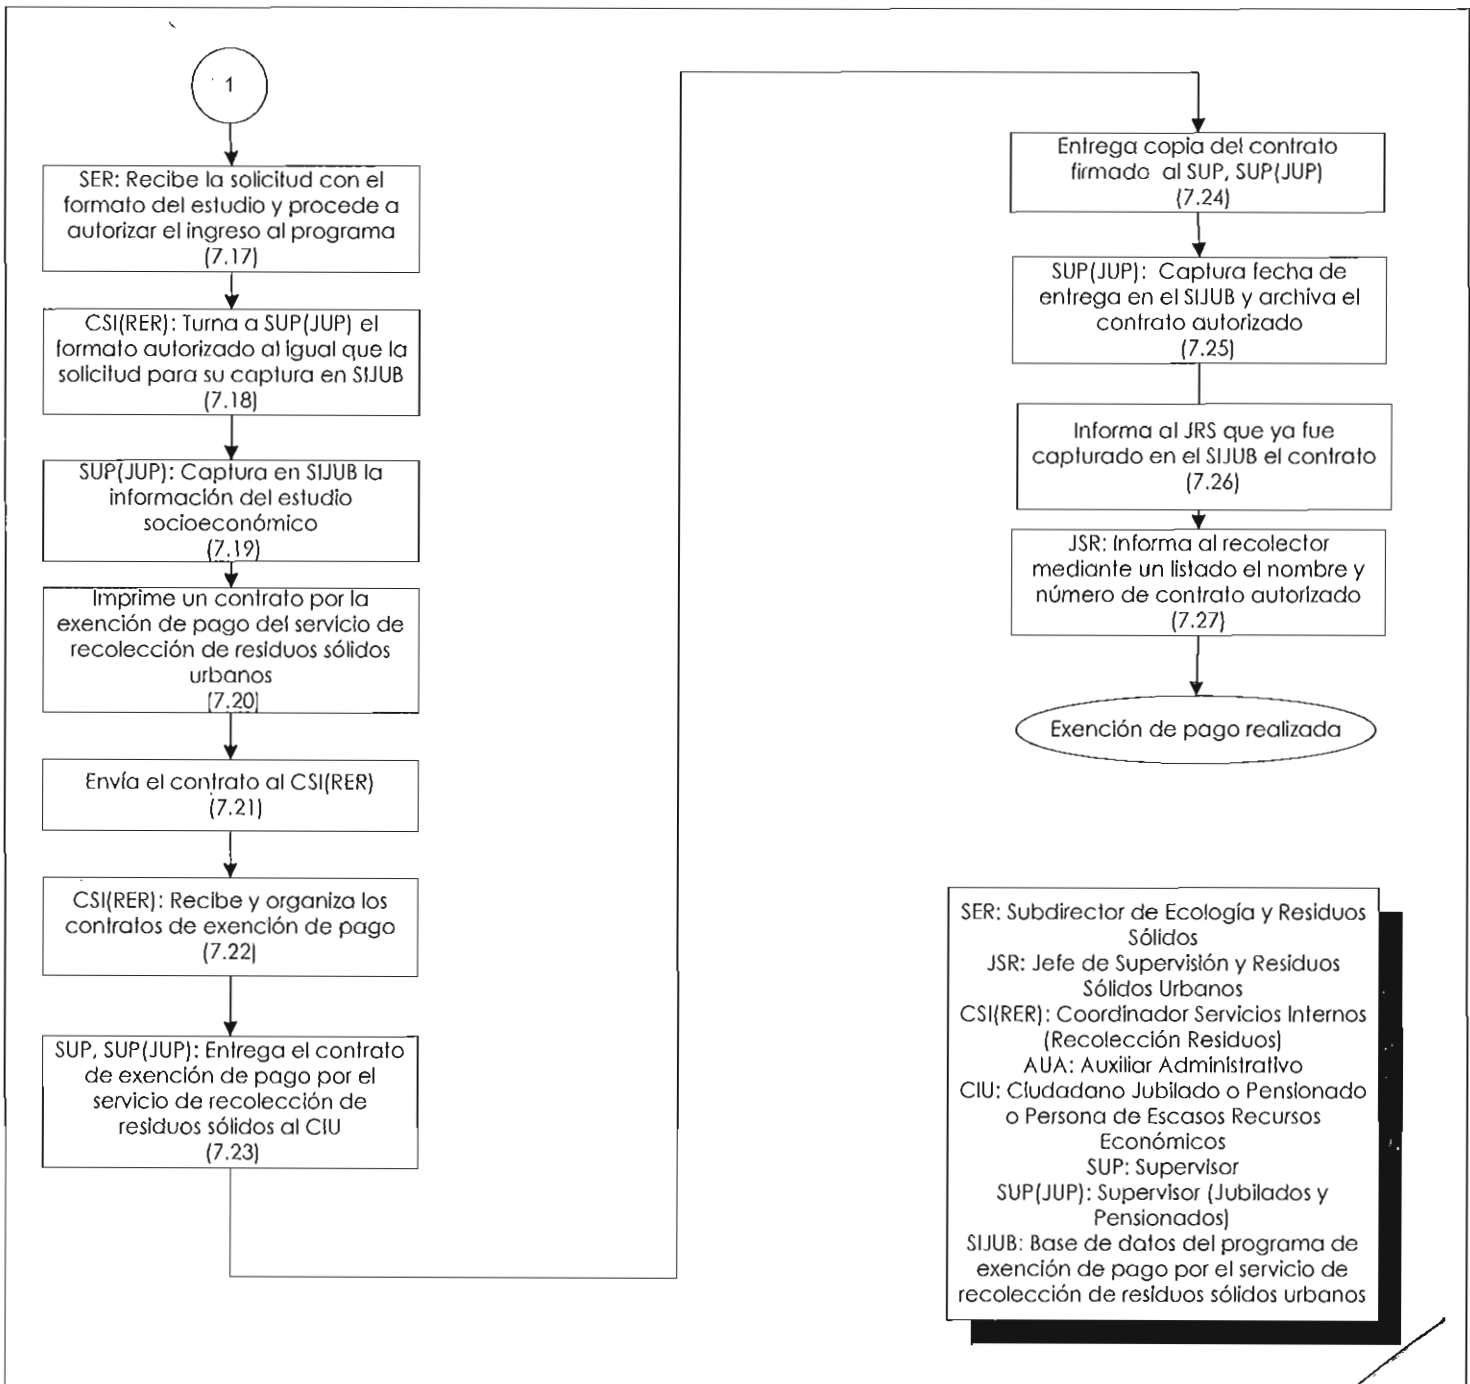 1
SER: Recibe la solicitud con el
formato del estudio y procede a
autorizar el ingreso al programa
(7.17)
CSI(RER): Turna a SUP(JUP) el
formato autorizado al igual que la
solicitud para su captura en SIJUB
(7.18)
SUP(JUP): Captura en SIJUB la
información del estudio
socioeconómico
(7.19)
Imprime un contrato por la
exención de pago del servicio de
recolección de residuos sólidos
urbanos
(7.20)
Envía el contrato al CSI(RER)
(7.21)
CSI(RER): Recibe y organiza los
contratos de exención de pago
(7.22)
SUP, SUP(JUP): Entrega el contrato
de exención de pago por el
servicio de recolección de
residuos sólidos al CIU
(7.23)
Entrega copia del contrato
firmado al SUP, SUP(JUP)
(7.24)
SUP(JUP): Captura fecha de
entrega en el SIJUB y archiva el
contrato autorizado
(7.25)
Informa al JRS que ya fue
capturado en el SIJUB el contrato
(7.26)
JSR: Informa al recolector
mediante un listado el nombre y
número de contrato autorizado
(7.27)
Exención de pago realizada
SER: Subdirector de Ecología y Residuos
Sólidos
JSR: Jefe de Supervisión y Residuos
Sólidos Urbanos
CSI(RER): Coordinador Servicios Internos
(Recolección Residuos)
AUA: Auxiliar Administrativo
CIU: Ciudadano Jubilado o Pensionado
o Persona de Escasos Recursos
Económicos
SUP: Supervisor
SUP(JUP): Supervisor (Jubilados y
Pensionados)
SIJUB: Base de datos del programa de
exención de pago por el servicio de
recolección de residuos sólidos urbanos